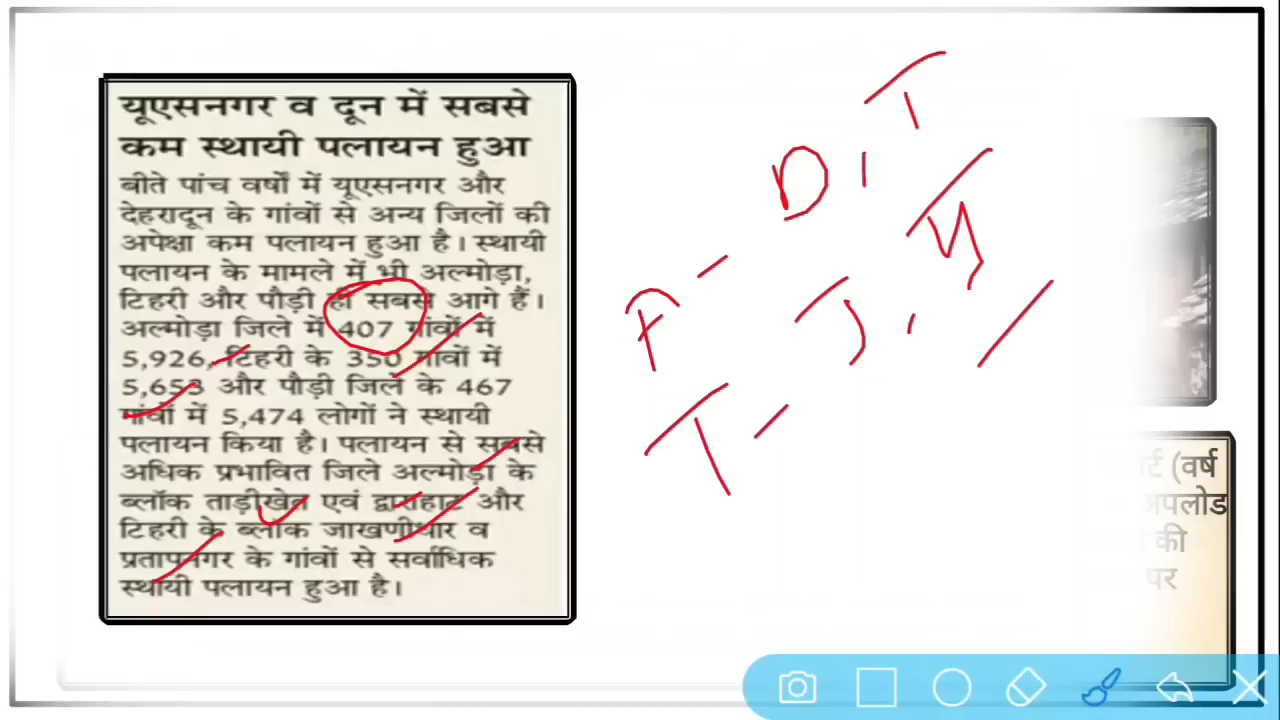 यूएसनगर व दून में सबसे
कम स्थायी पलायन हुआ
बीते पांच वर्षों में यूएसनगर और
देहरादून के गांवों से अन्य जिलों की
अपेक्षा कम पलायन हुआ है। स्थायी
पलायन के मामले में भी अल्मोड़ा,
टिहरी और पौड़ी ही सबसे आगे हैं।
अल्मोड़ा जिले में 407 गांवों में
5,926, टिहरी के 350 गांवों में
5,653 और पौड़ी जिले के 467
गांवों में 5,474 लोगों ने स्थायी
पलायन किया है। पलायन से सबसे
अधिक प्रभावित जिले अल्मोड़ा के
ब्लॉक ताड़ीखेत एवं द्वाराहाट और
टिहरी के ब्लॉक जाखणीधार व
प्रतापनगर के गांवों से सर्वाधिक
स्थायी पलायन हुआ है।
D, T
T -
(वर्ष
की
पर